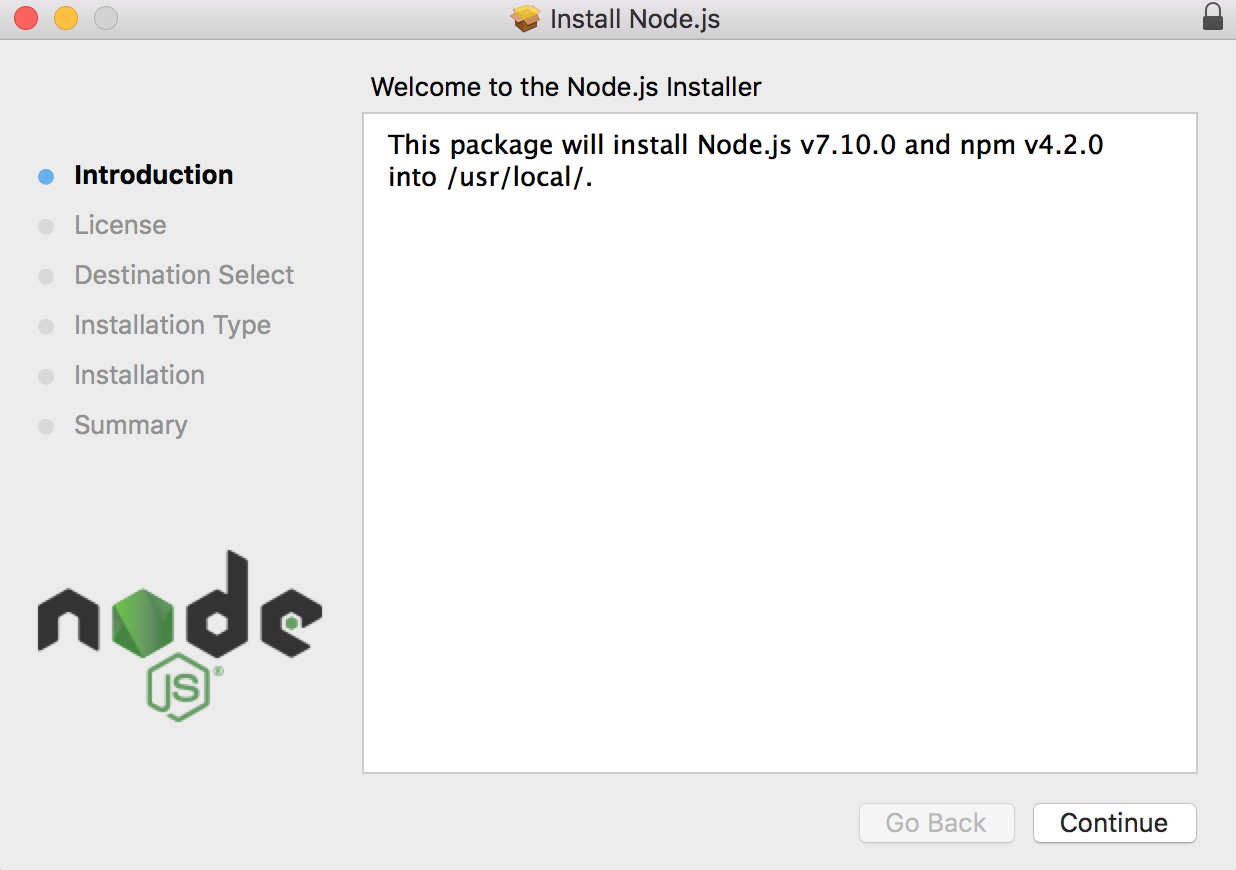 Install Node.js
Welcome to the Node.js Installer
Introduction
License
Destination Select
Installation Type
Installation
Summary
This package will install Node.js v7.10.0 and npm v4.2.0
into /usr/local/.
node
JS®
Go Back
Continue